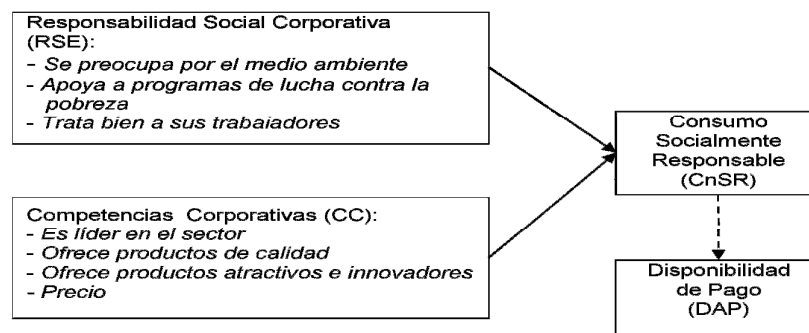 Responsabilidad Social Corporativa
(RSE):
- Se preocupa por el medio ambiente
- Apoya a programas de lucha contra la
pobreza
- Trata bien a sus trabaiadores
Competencias Corporativas (CC):
- Es líder en el sector
- Ofrece productos de calidad
- Ofrece productos atractivos e innovadores
- Precio
Consumo
Socialmente
Responsable
(CnSR)
Disponibilidad
de Pago
(DAP)